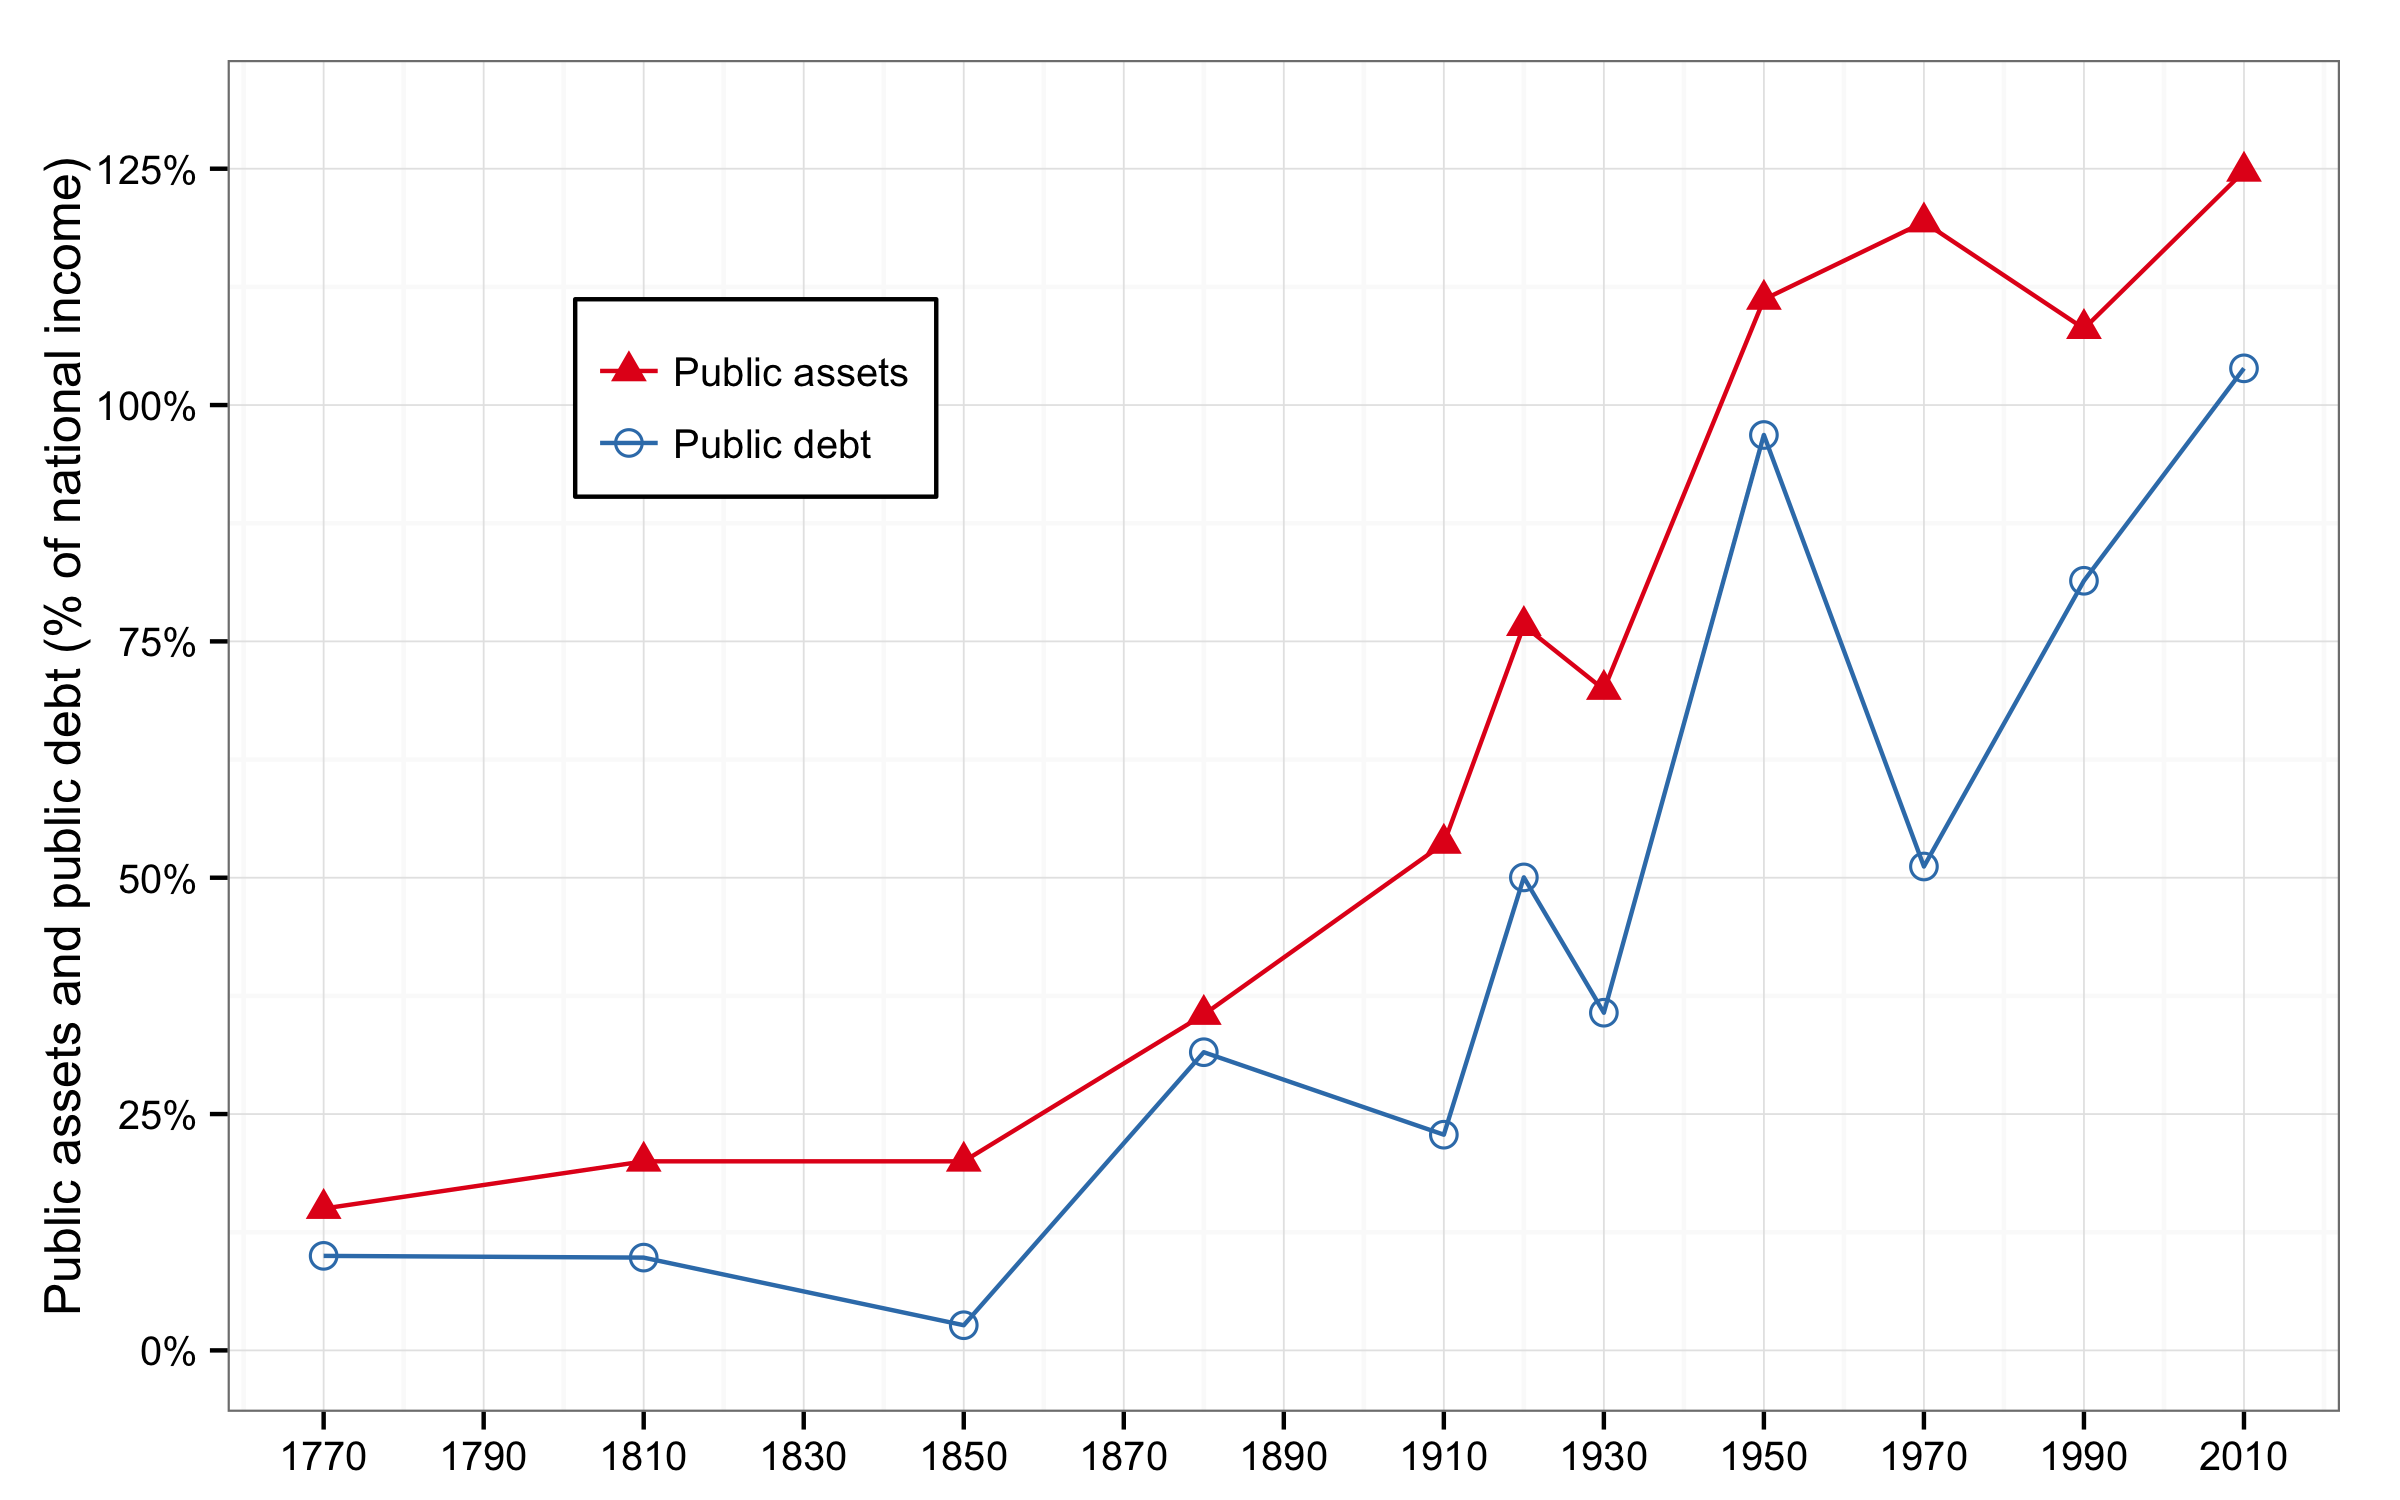 Public assets and public debt (% of national income)
125%
100%
75%
50%
25%
0%
Public assets
Public debt
1770 1790 1810 1830 1850 1870 1890 1910 1930 1950 1970 1990 2010